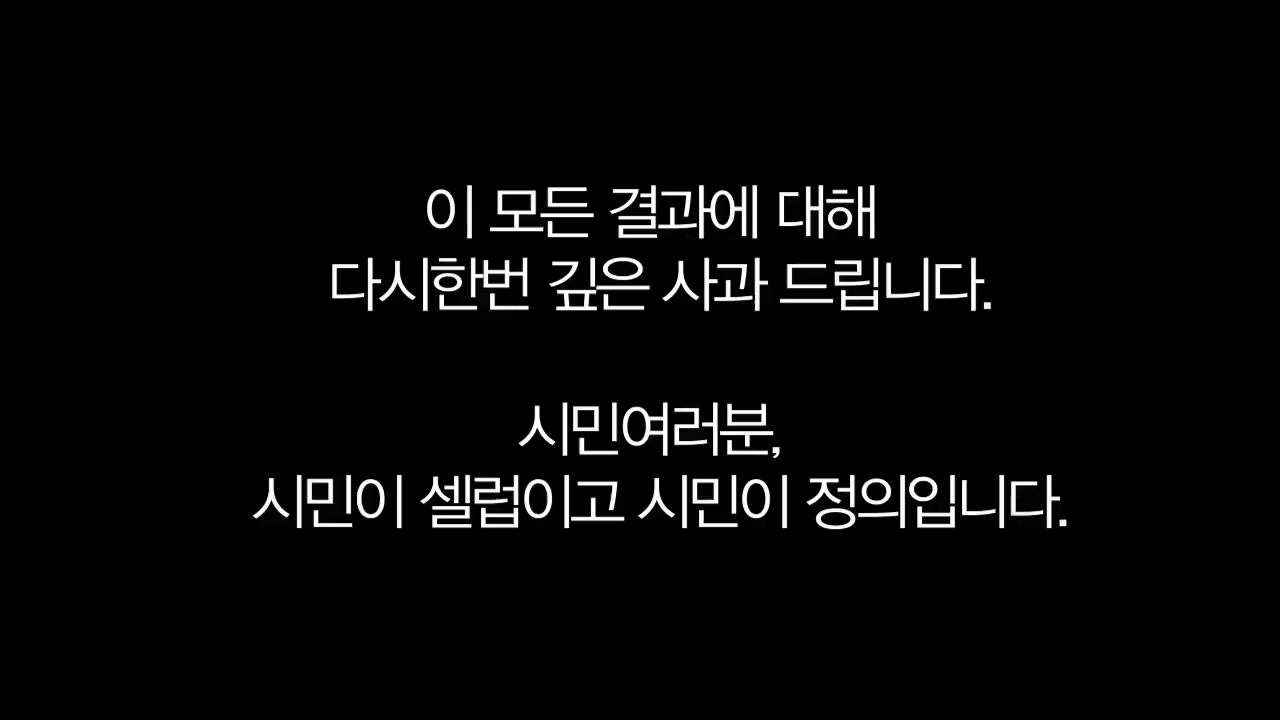 이 모든 결과에 대해
다시한번 깊은 사과 드립니다.
시민여러분,
시민이 셀럽이고 시민이 정의입니다.